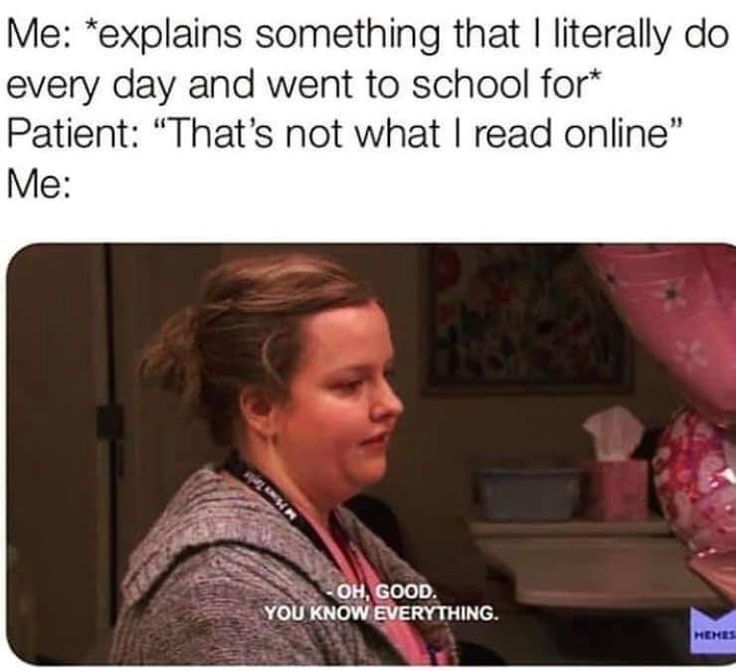 Me: *explains something that I literally do
every day and went to school for*
Patient: “That’s not what I read online”
Me:
- OH, GOOD.
YOU KNOW EVERYTHING.
MEMES